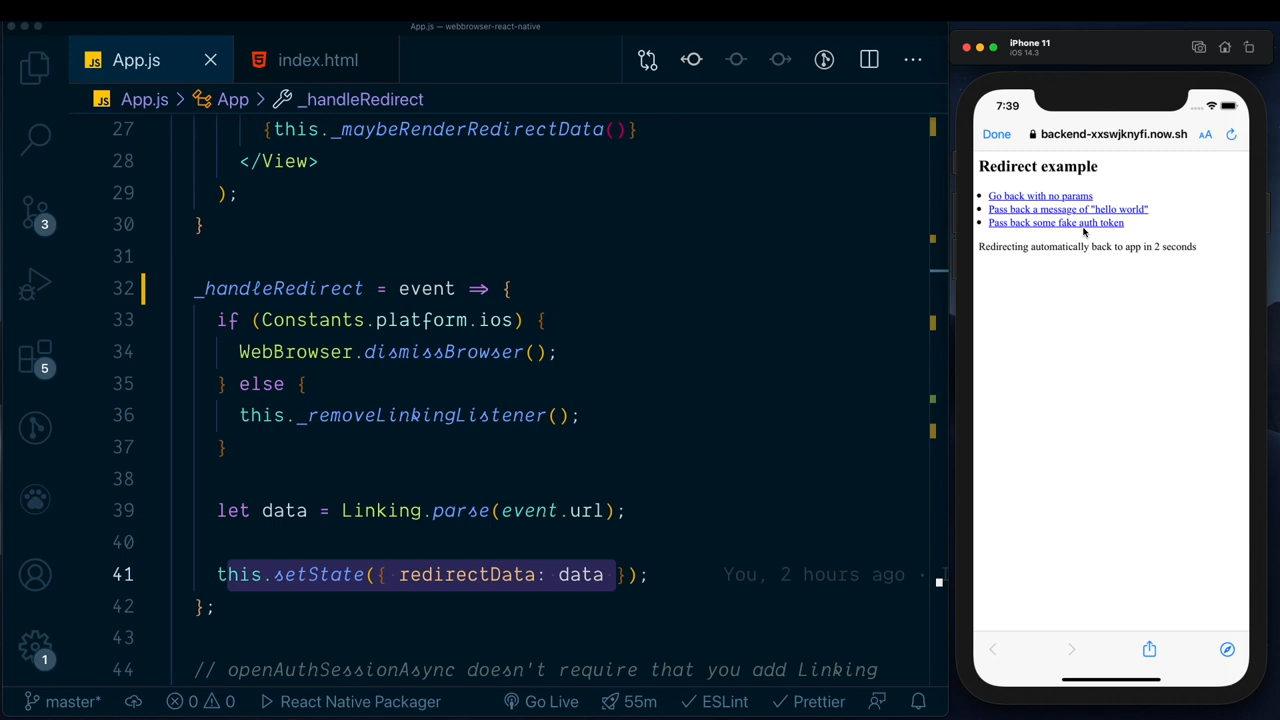 App.js — webbrowser-react-native
JS App.js
index.html
JS App.js > App > _handleRedirect
27 {this._maybeRenderRedirectData()}
28 </View>
29 );
30 }
31
32 _handleRedirect = event => {
33 if (Constants.platform.ios) {
34 WebBrowser.dismissBrowser();
35 } else {
36 this._removeLinkingListener();
37 }
38
39 let data = Linking.parse(event.url);
40
41 this.setState({ redirectData: data }); You, 2 hours ago ·
42 };
43
44 // openAuthSessionAsync doesn't require that you add Linking
3
5
1
master* 0 0 React Native Packager Go Live 55m ESLint Prettier
iPhone 11
iOS 14.3
7:39
Done backend-xxswjknyfi.now.sh AA
Redirect example
Go back with no params
Pass back a message of "hello world"
Pass back some fake auth token
Redirecting automatically back to app in 2 seconds